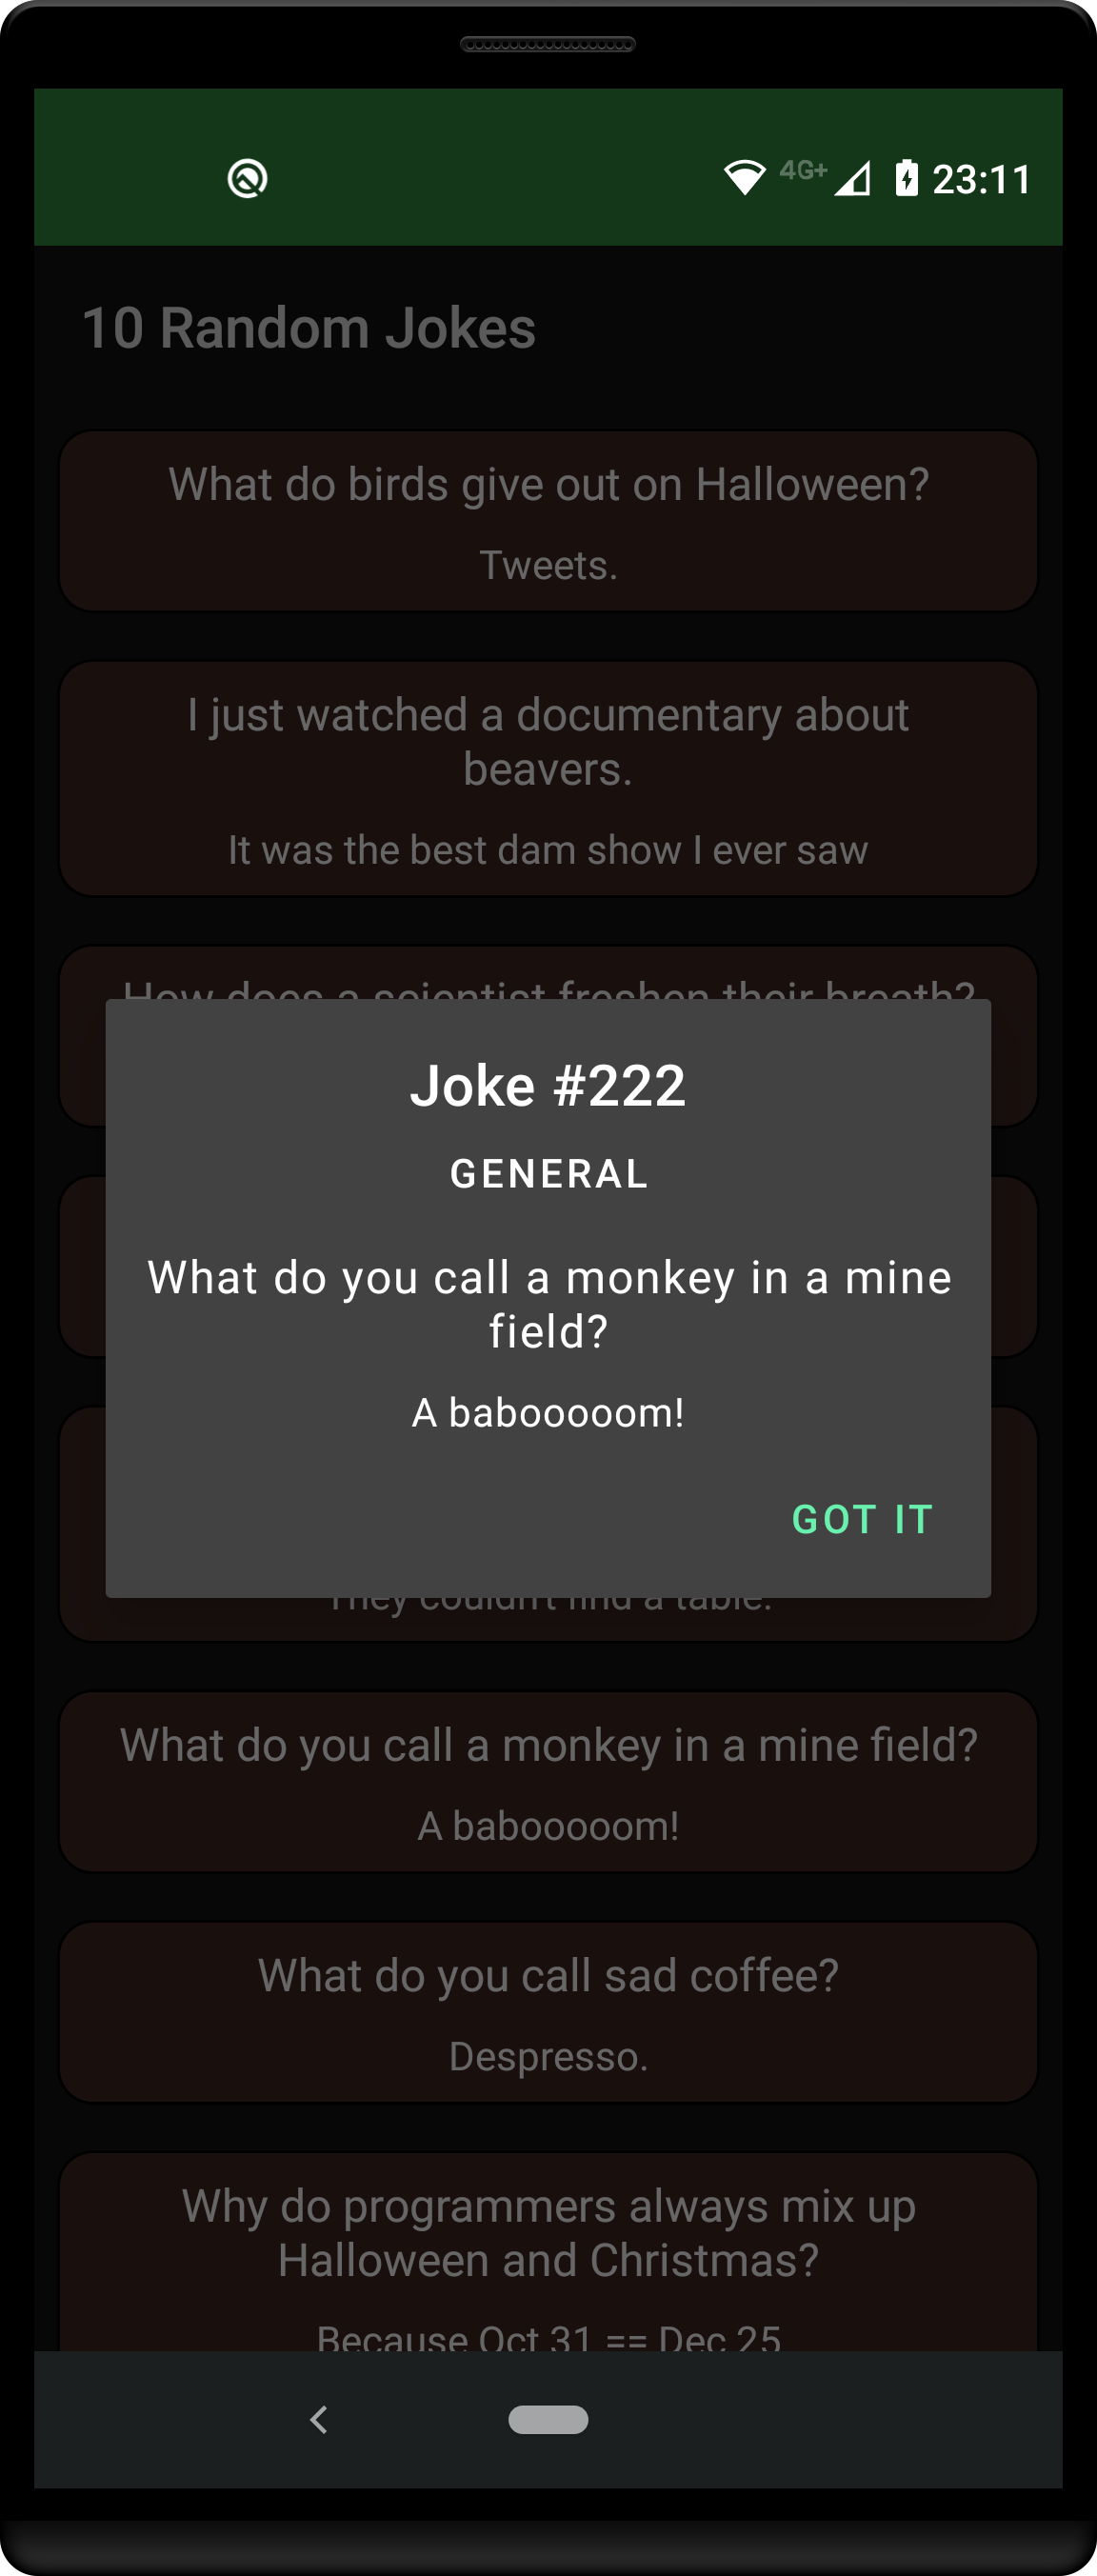 4G+ 23:11
10 Random Jokes
What do birds give out on Halloween?
Tweets.
I just watched a documentary about
beavers.
It was the best dam show I ever saw
How does a scientist freshen their breath?
Joke #222
GENERAL
What do you call a monkey in a mine
field?
A babooooom!
GOT IT
They couldn't find a table.
What do you call a monkey in a mine field?
A babooooom!
What do you call sad coffee?
Despresso.
Why do programmers always mix up
Halloween and Christmas?
Because Oct 31 == Dec 25